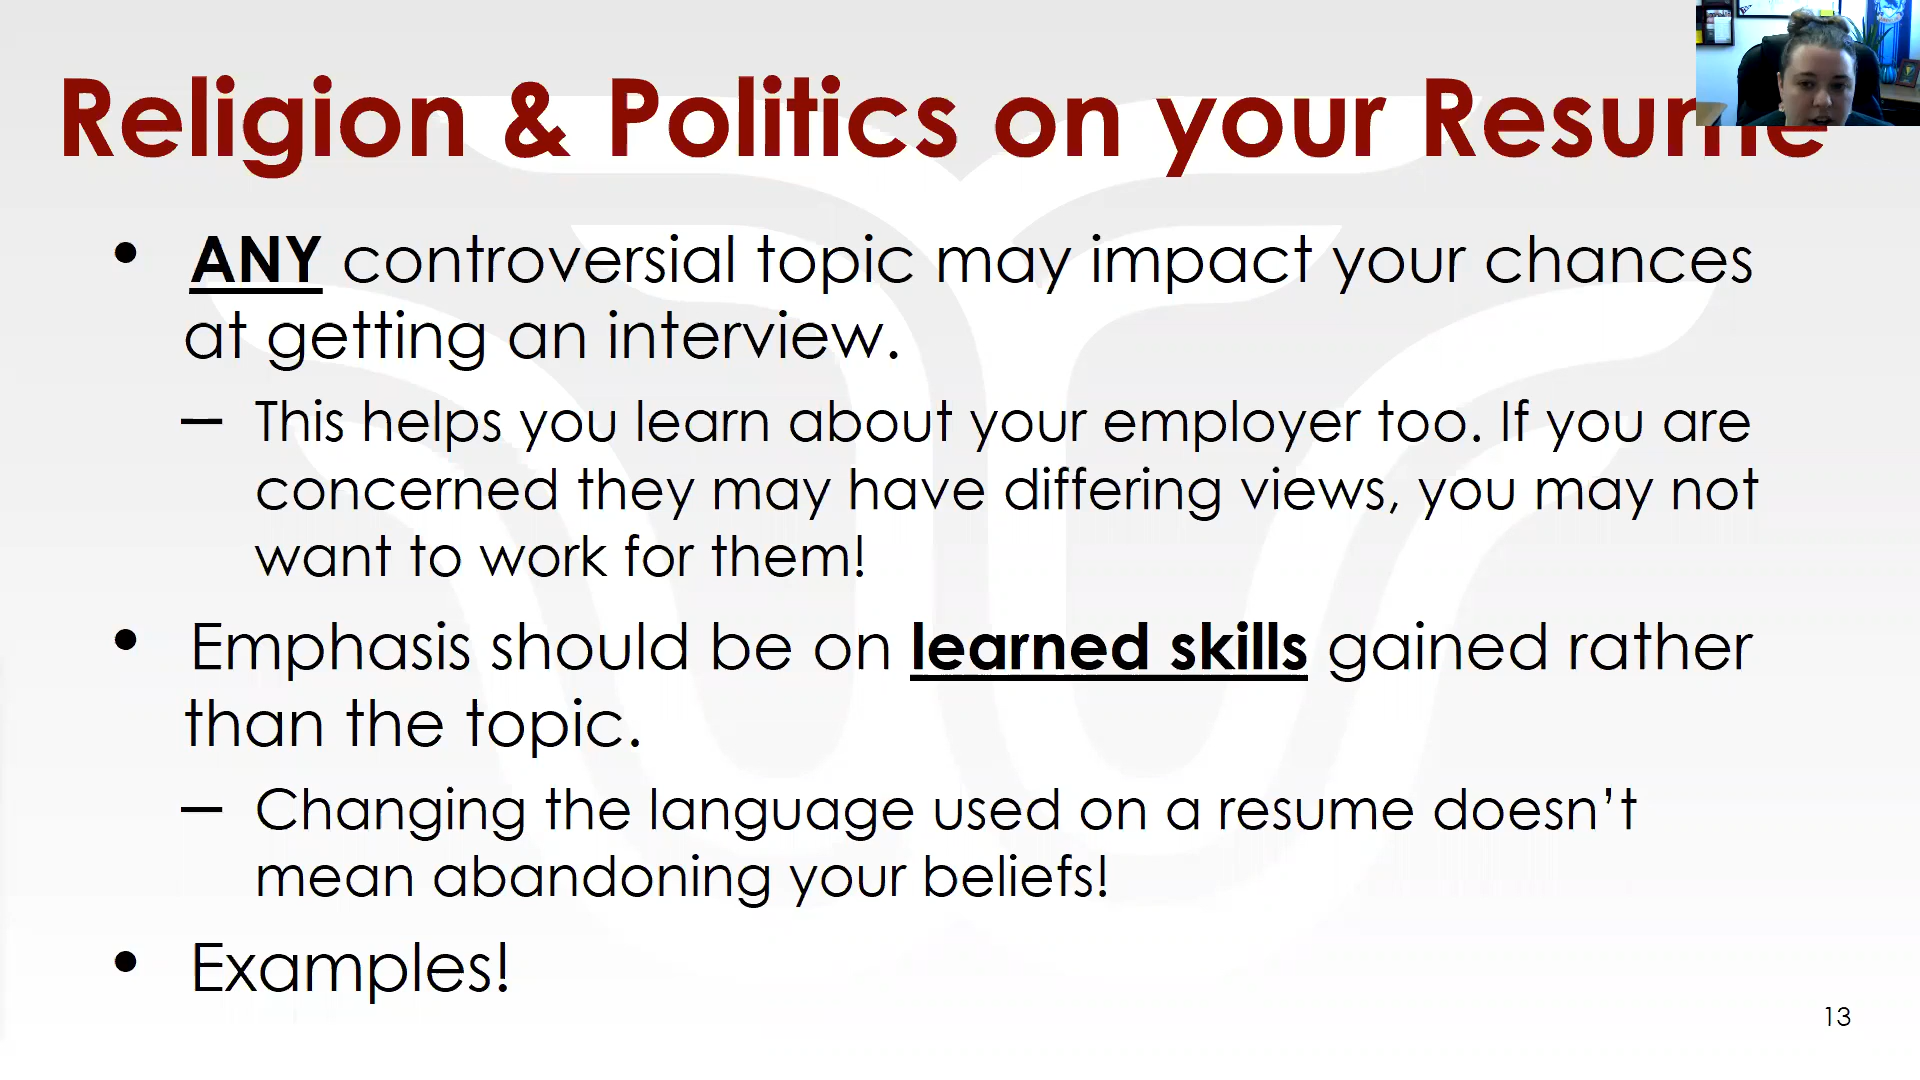 Religion & Politics on your Resume
• ANY controversial topic may impact your chances
at getting an interview.
– This helps you learn about your employer too. If you are
concerned they may have differing views, you may not
want to work for them!
• Emphasis should be on learned skills gained rather
than the topic.
– Changing the language used on a resume doesn’t
mean abandoning your beliefs!
• Examples!
13